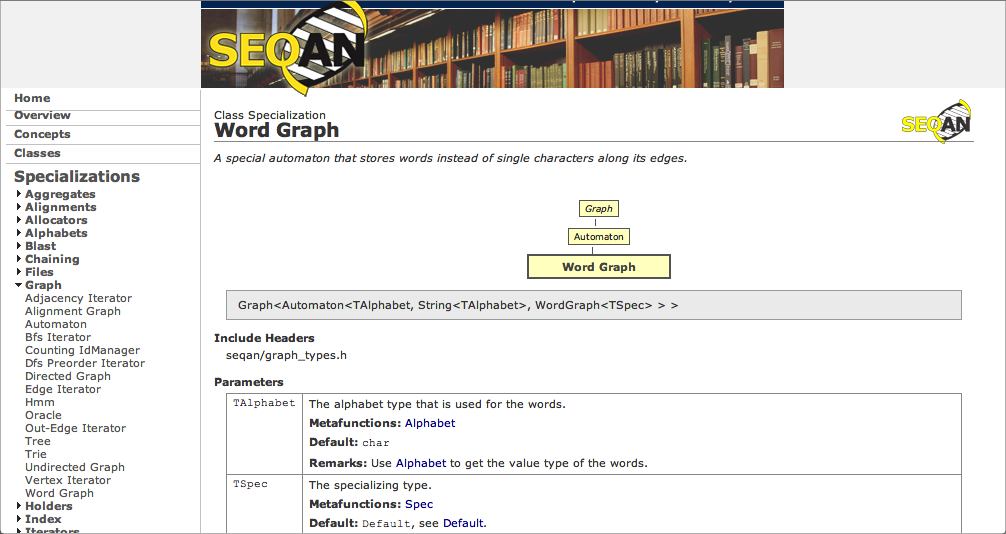 SEQAN
Home
Overview
Concepts
Classes
Specializations
Aggregates
Alignments
Allocators
Alphabets
Blast
Chaining
Files
Graph
Adjacency Iterator
Alignment Graph
Automaton
Bfs Iterator
Counting IdManager
Dfs Preorder Iterator
Directed Graph
Edge Iterator
Hmm
Oracle
Out-Edge Iterator
Tree
Trie
Undirected Graph
Vertex Iterator
Word Graph
Holders
Index
Iterators
Class Specialization
Word Graph
SEQAN
A special automaton that stores words instead of single characters along its edges.
Graph
Automaton
Word Graph
Graph<Automaton<TAlphabet, String<TAlphabet>, WordGraph<TSpec> > >
Include Headers
seqan/graph_types.h
Parameters
TAlphabet
The alphabet type that is used for the words.
Metafunctions: Alphabet
Default: char
Remarks: Use Alphabet to get the value type of the words.
TSpec
The specializing type.
Metafunctions: Spec
Default: Default, see Default.